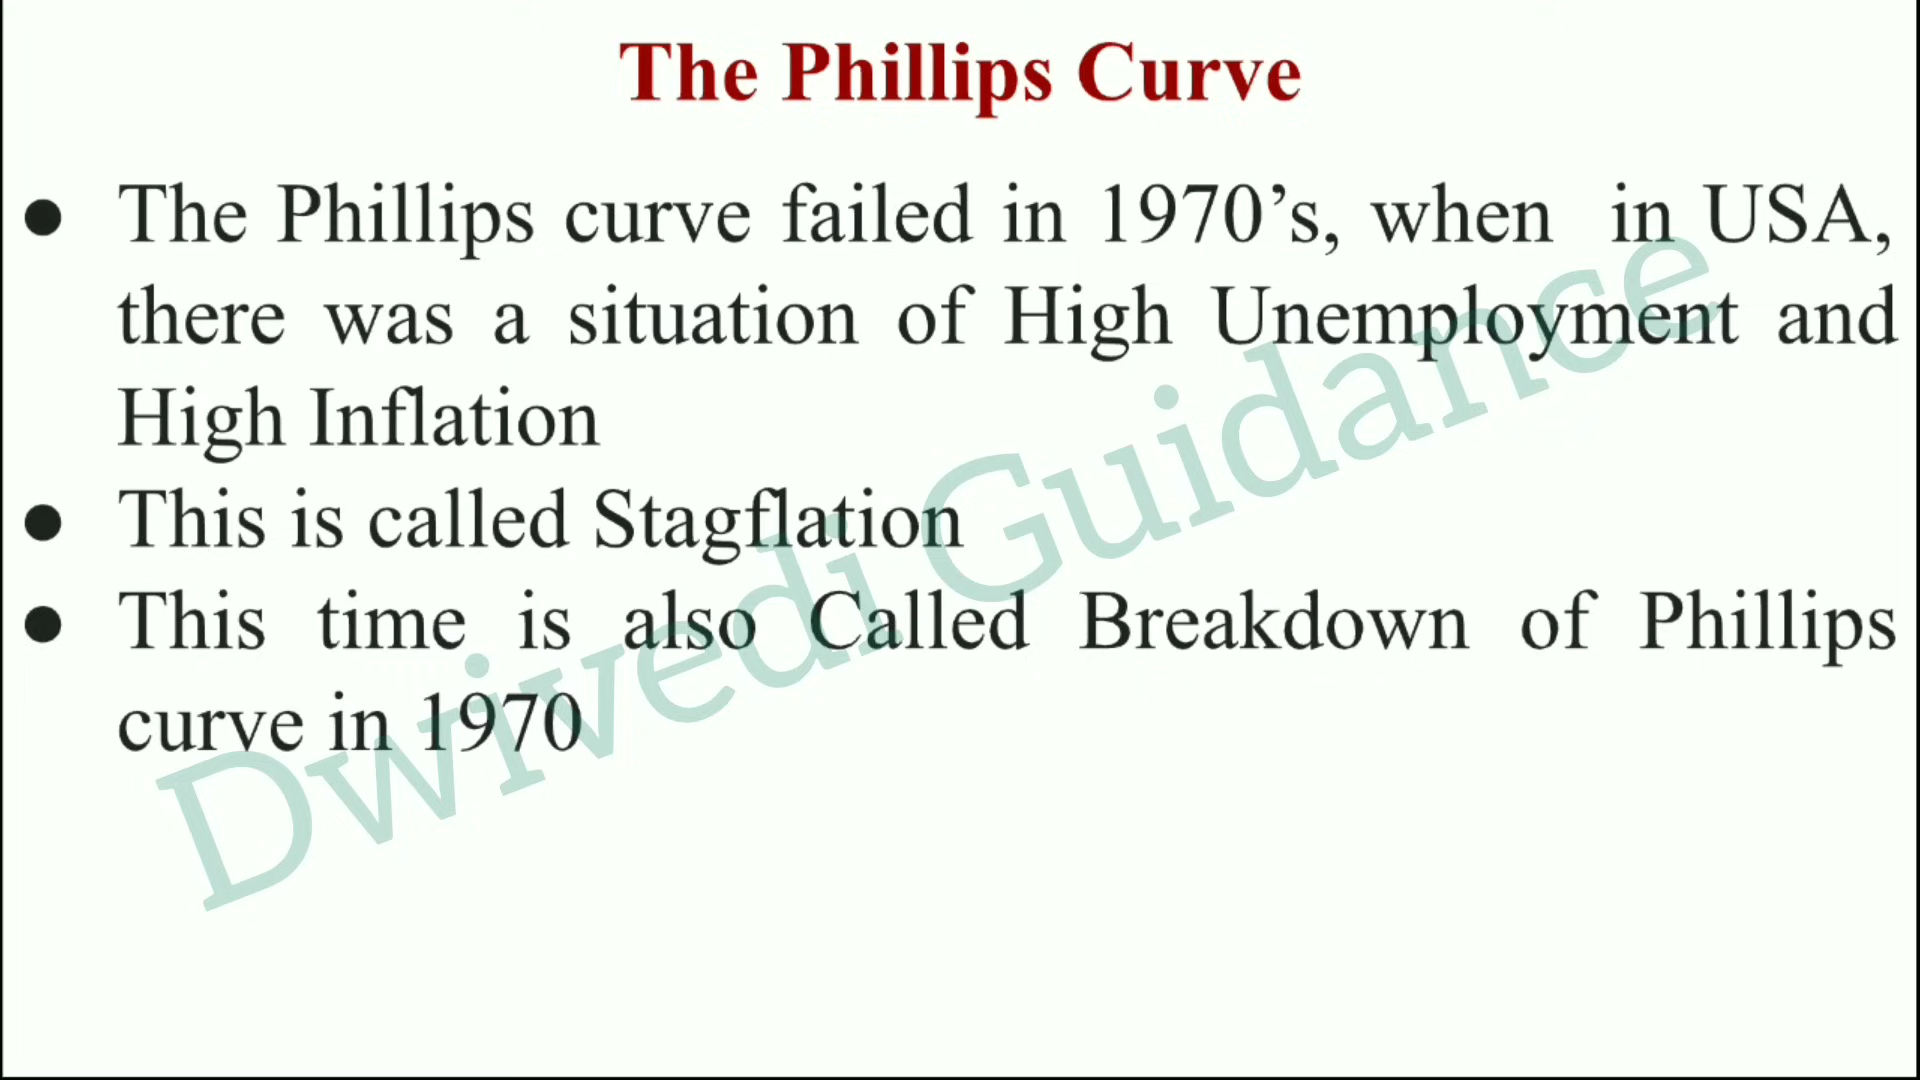 The Phillips Curve
● The Phillips curve failed in 1970’s, when in USA,
there was a situation of High Unemployment and
High Inflation
● This is called Stagflation
● This time is also Called Breakdown of Phillips
curve in 1970
Dwivedi Guidance